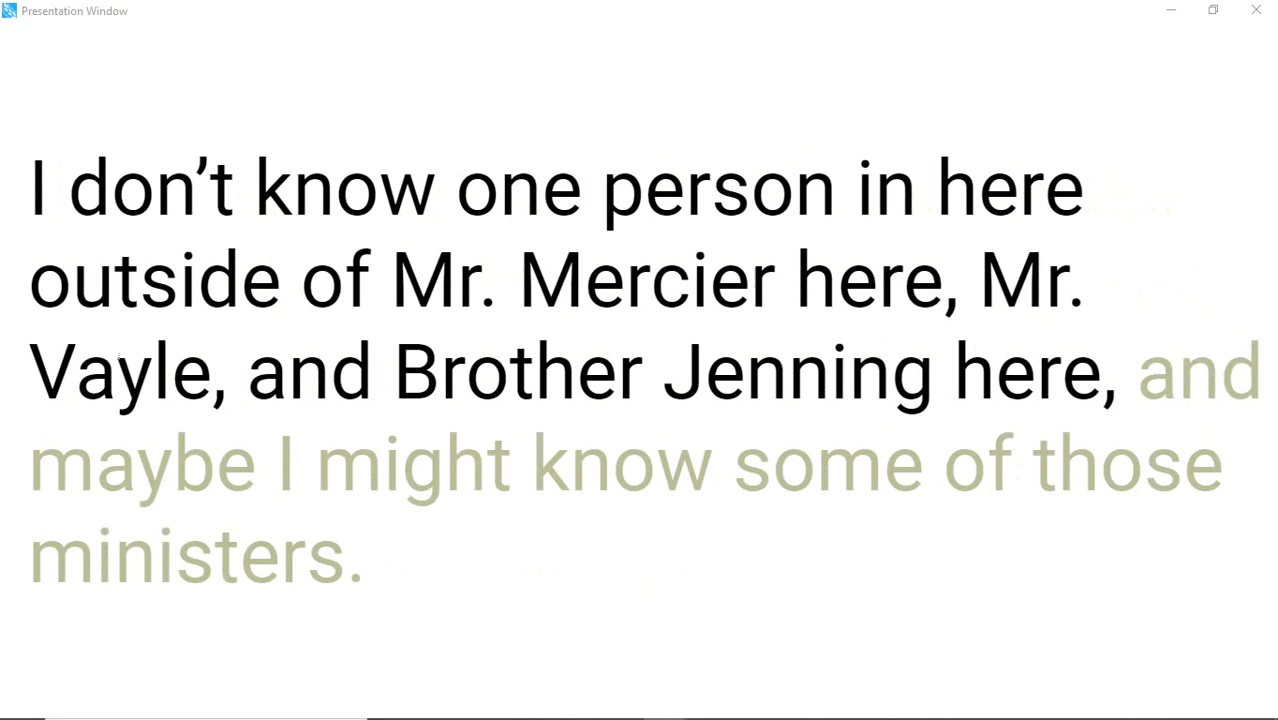 Presentation Window
I don’t know one person in here
outside of Mr. Mercier here, Mr.
Vayle, and Brother Jenning here, and
maybe I might know some of those
ministers.